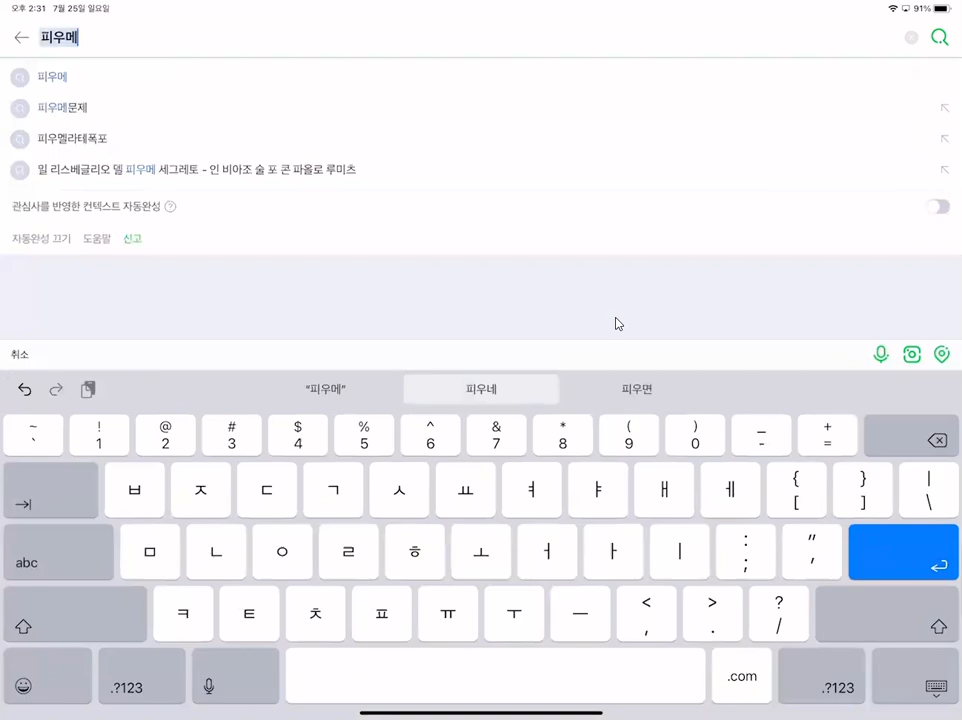 오후 2:31 7월 25일 일요일 91%
피우메
피우메
피우메문제
피우멜라테폭포
일 리스베글리오 델 피우메 세그레토 - 인 비아조 술 포 콘 파올로 루미츠
관심사를 반영한 컨텍스트 자동완성 ?
자동완성 끄기 도움말 신고
취소
"피우메" 피우네 피우면
~ ! @ # $ % ^ & * ( ) _ +
` 1 2 3 4 5 6 7 8 9 0 - =
ㅂ ㅈ ㄷ ㄱ ㅅ ㅛ ㅕ ㅑ ㅐ ㅔ { [ } ] | \
abc ㅁ ㄴ ㅇ ㄹ ㅎ ㅗ ㅓ ㅏ ㅣ : ; " '
ㅋ ㅌ ㅊ ㅍ ㅠ ㅜ ㅡ < , > . ? /
.?123 .com .?123